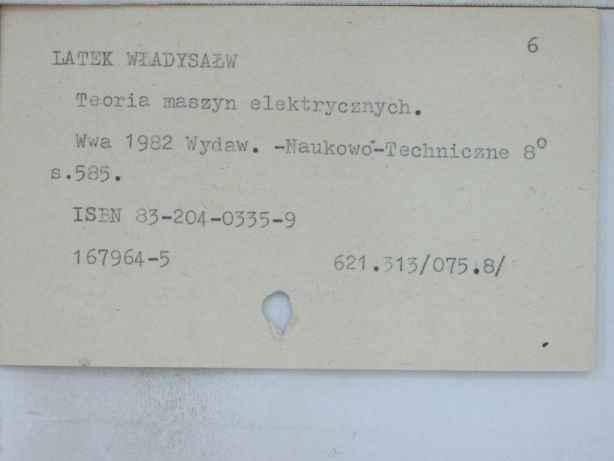 6
ŁATEK WŁADYSAŁW
Teoria maszyn elektrycznych.
Wwa 1982 Wydaw. -Naukowo-Techniczne 8°
s.585.
ISBN 83-204-0335-9
167964-5 621.313/075.8/